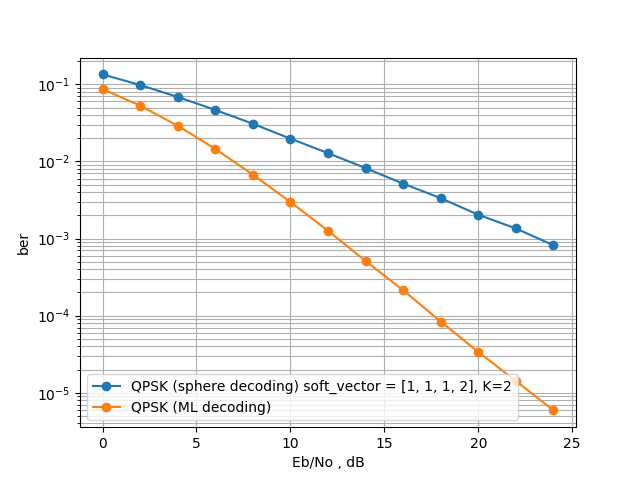 10⁻¹
10⁻²
10⁻³
10⁻⁴
10⁻⁵
ber
QPSK (sphere decoding) soft_vector = [1, 1, 1, 2], K=2
QPSK (ML decoding)
0 5 10 15 20 25
Eb/No , dB